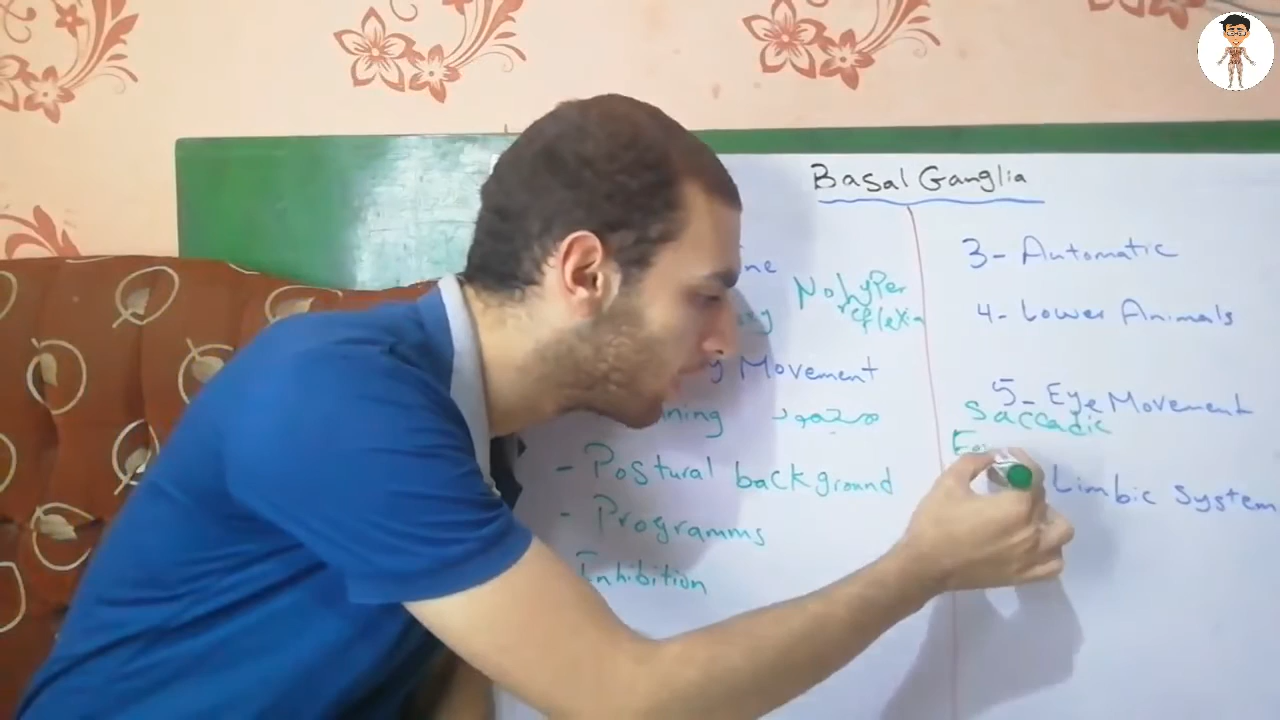 Basal Ganglia
No hyper
reflexia
Movement
- Postural background
- Programms
Inhibition
3- Automatic
4- Lower Animals
5- Eye Movement
Saccadic
Limbic System